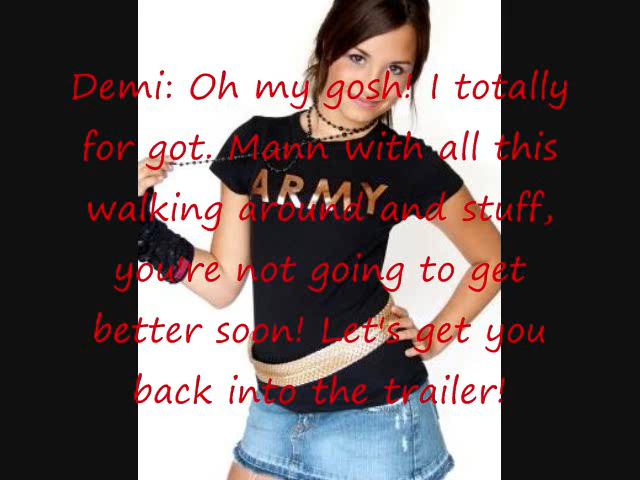 Demi: Oh my gosh! I totally
for got. Mann with all this
ARMY
walking around and stuff,
you're not going to get
better soon! Let's get you
back into the trailer!